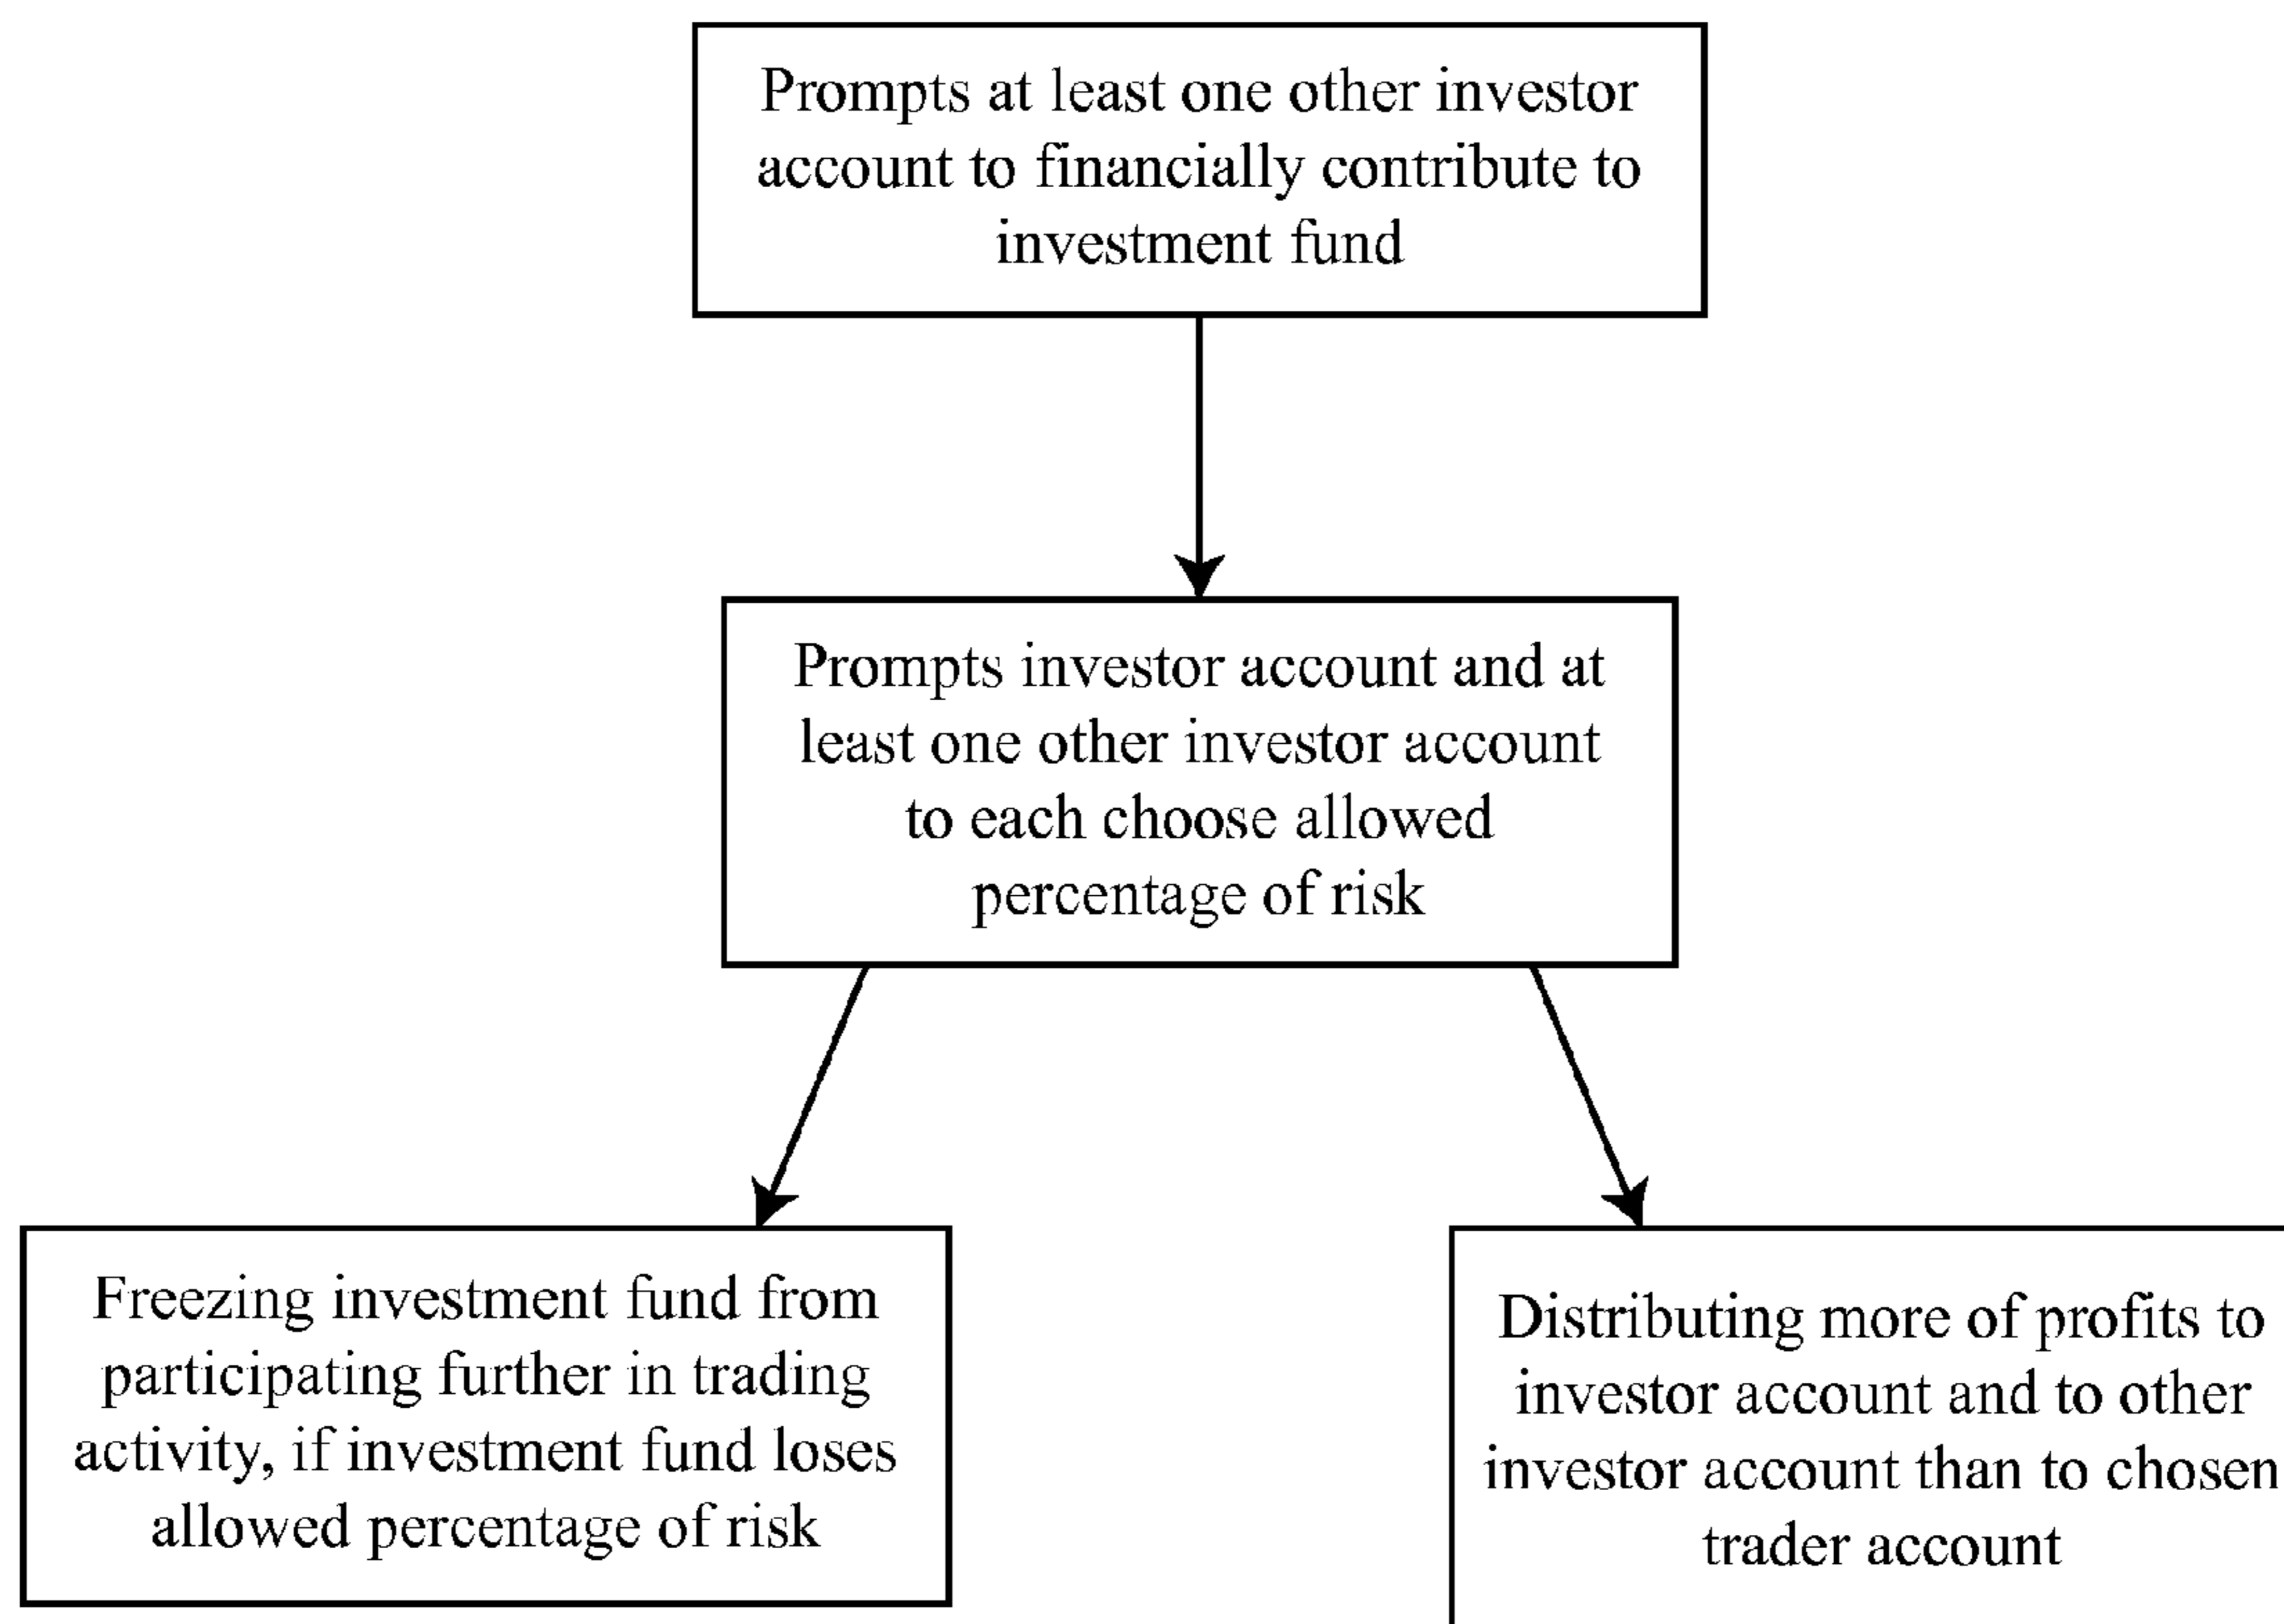 Prompts at least one other investor
account to financially contribute to
investment fund
Prompts investor account and at
least one other investor account
to each choose allowed
percentage of risk
Freezing investment fund from
participating further in trading
activity, if investment fund loses
allowed percentage of risk
Distributing more of profits to
investor account and to other
investor account than to chosen
trader account